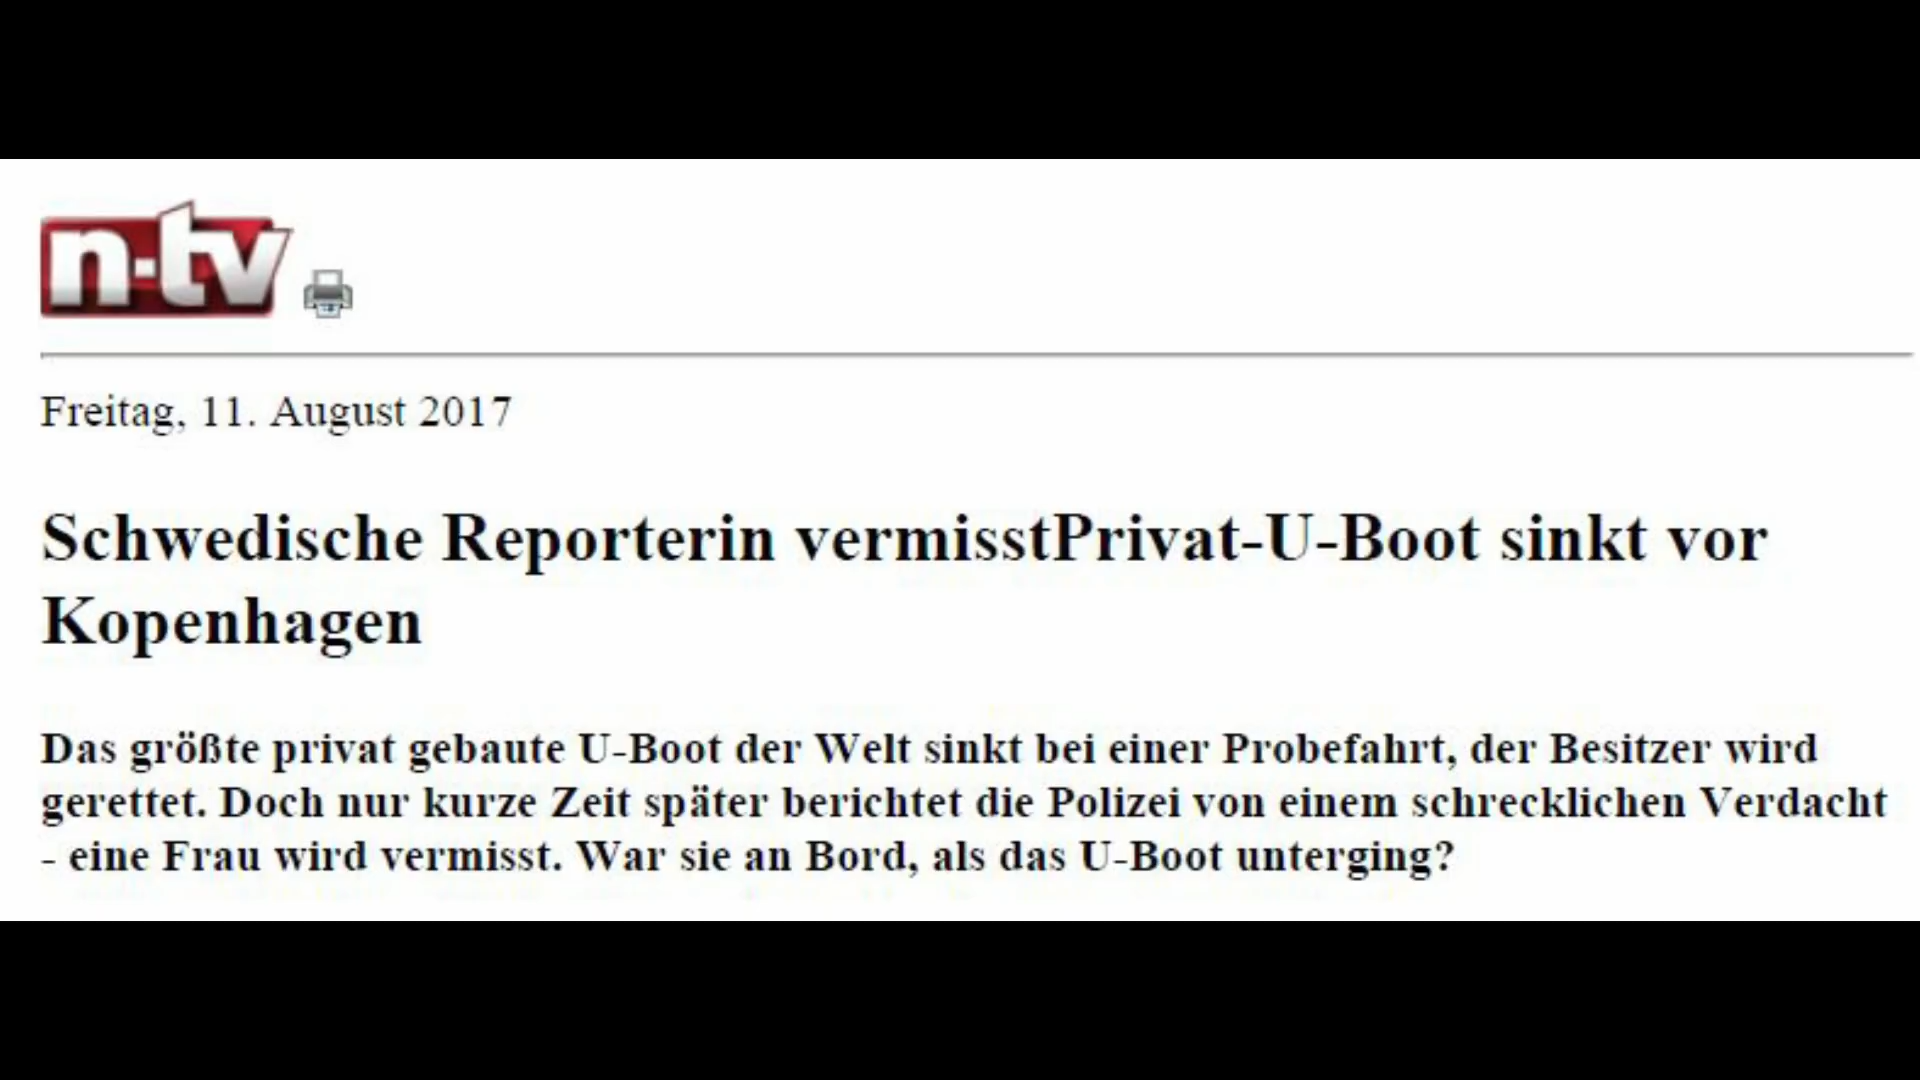 n-tv
Freitag, 11. August 2017
Schwedische Reporterin vermisstPrivat-U-Boot sinkt vor
Kopenhagen
Das größte privat gebaute U-Boot der Welt sinkt bei einer Probefahrt, der Besitzer wird
gerettet. Doch nur kurze Zeit später berichtet die Polizei von einem schrecklichen Verdacht
- eine Frau wird vermisst. War sie an Bord, als das U-Boot unterging?